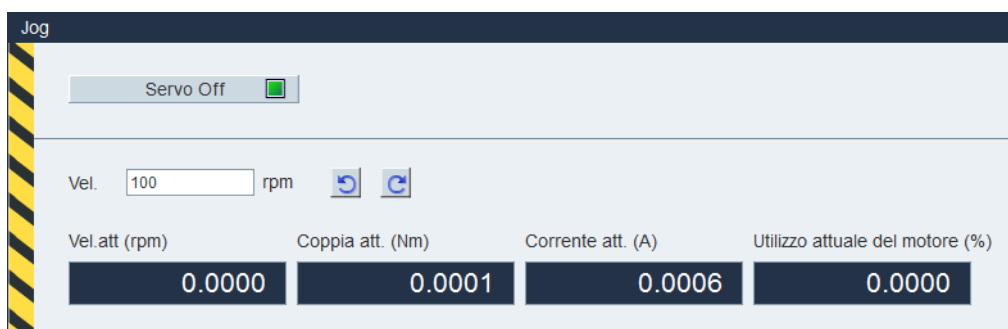 Jog
Servo Off
Vel. 100 rpm
Vel.att (rpm) Coppia att. (Nm) Corrente att. (A) Utilizzo attuale del motore (%)
0.0000 0.0001 0.0006 0.0000